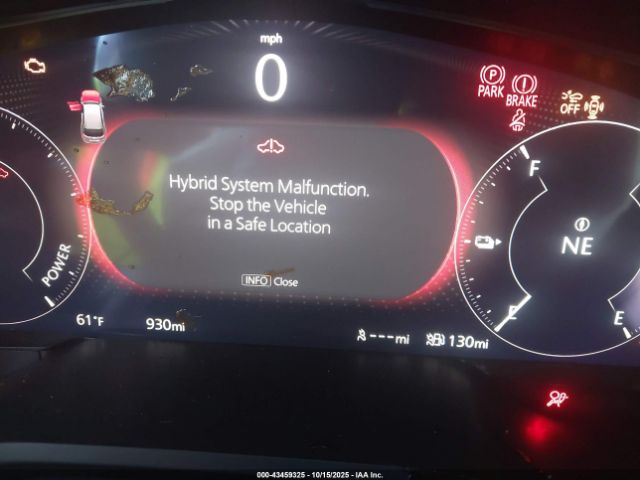 mph
0
PARK
BRAKE
OFF
Hybrid System Malfunction.
Stop the Vehicle
in a Safe Location
INFO Close
POWER
F
NE
E
E
61°F
930mi
---mi
130mi
000-43459325 - 10/15/2025 - IAA Inc.